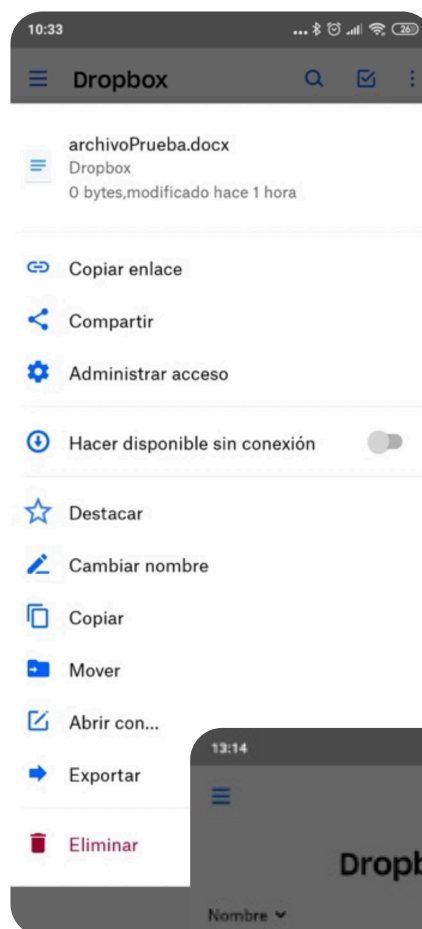 10:33
26
Dropbox
archivoPrueba.docx
Dropbox
0 bytes,modificado hace 1 hora
Copiar enlace
Compartir
Administrar acceso
Hacer disponible sin conexión
Destacar
Cambiar nombre
Copiar
Mover
Abrir con...
Exportar
Eliminar
13:14
Dropb
Nombre